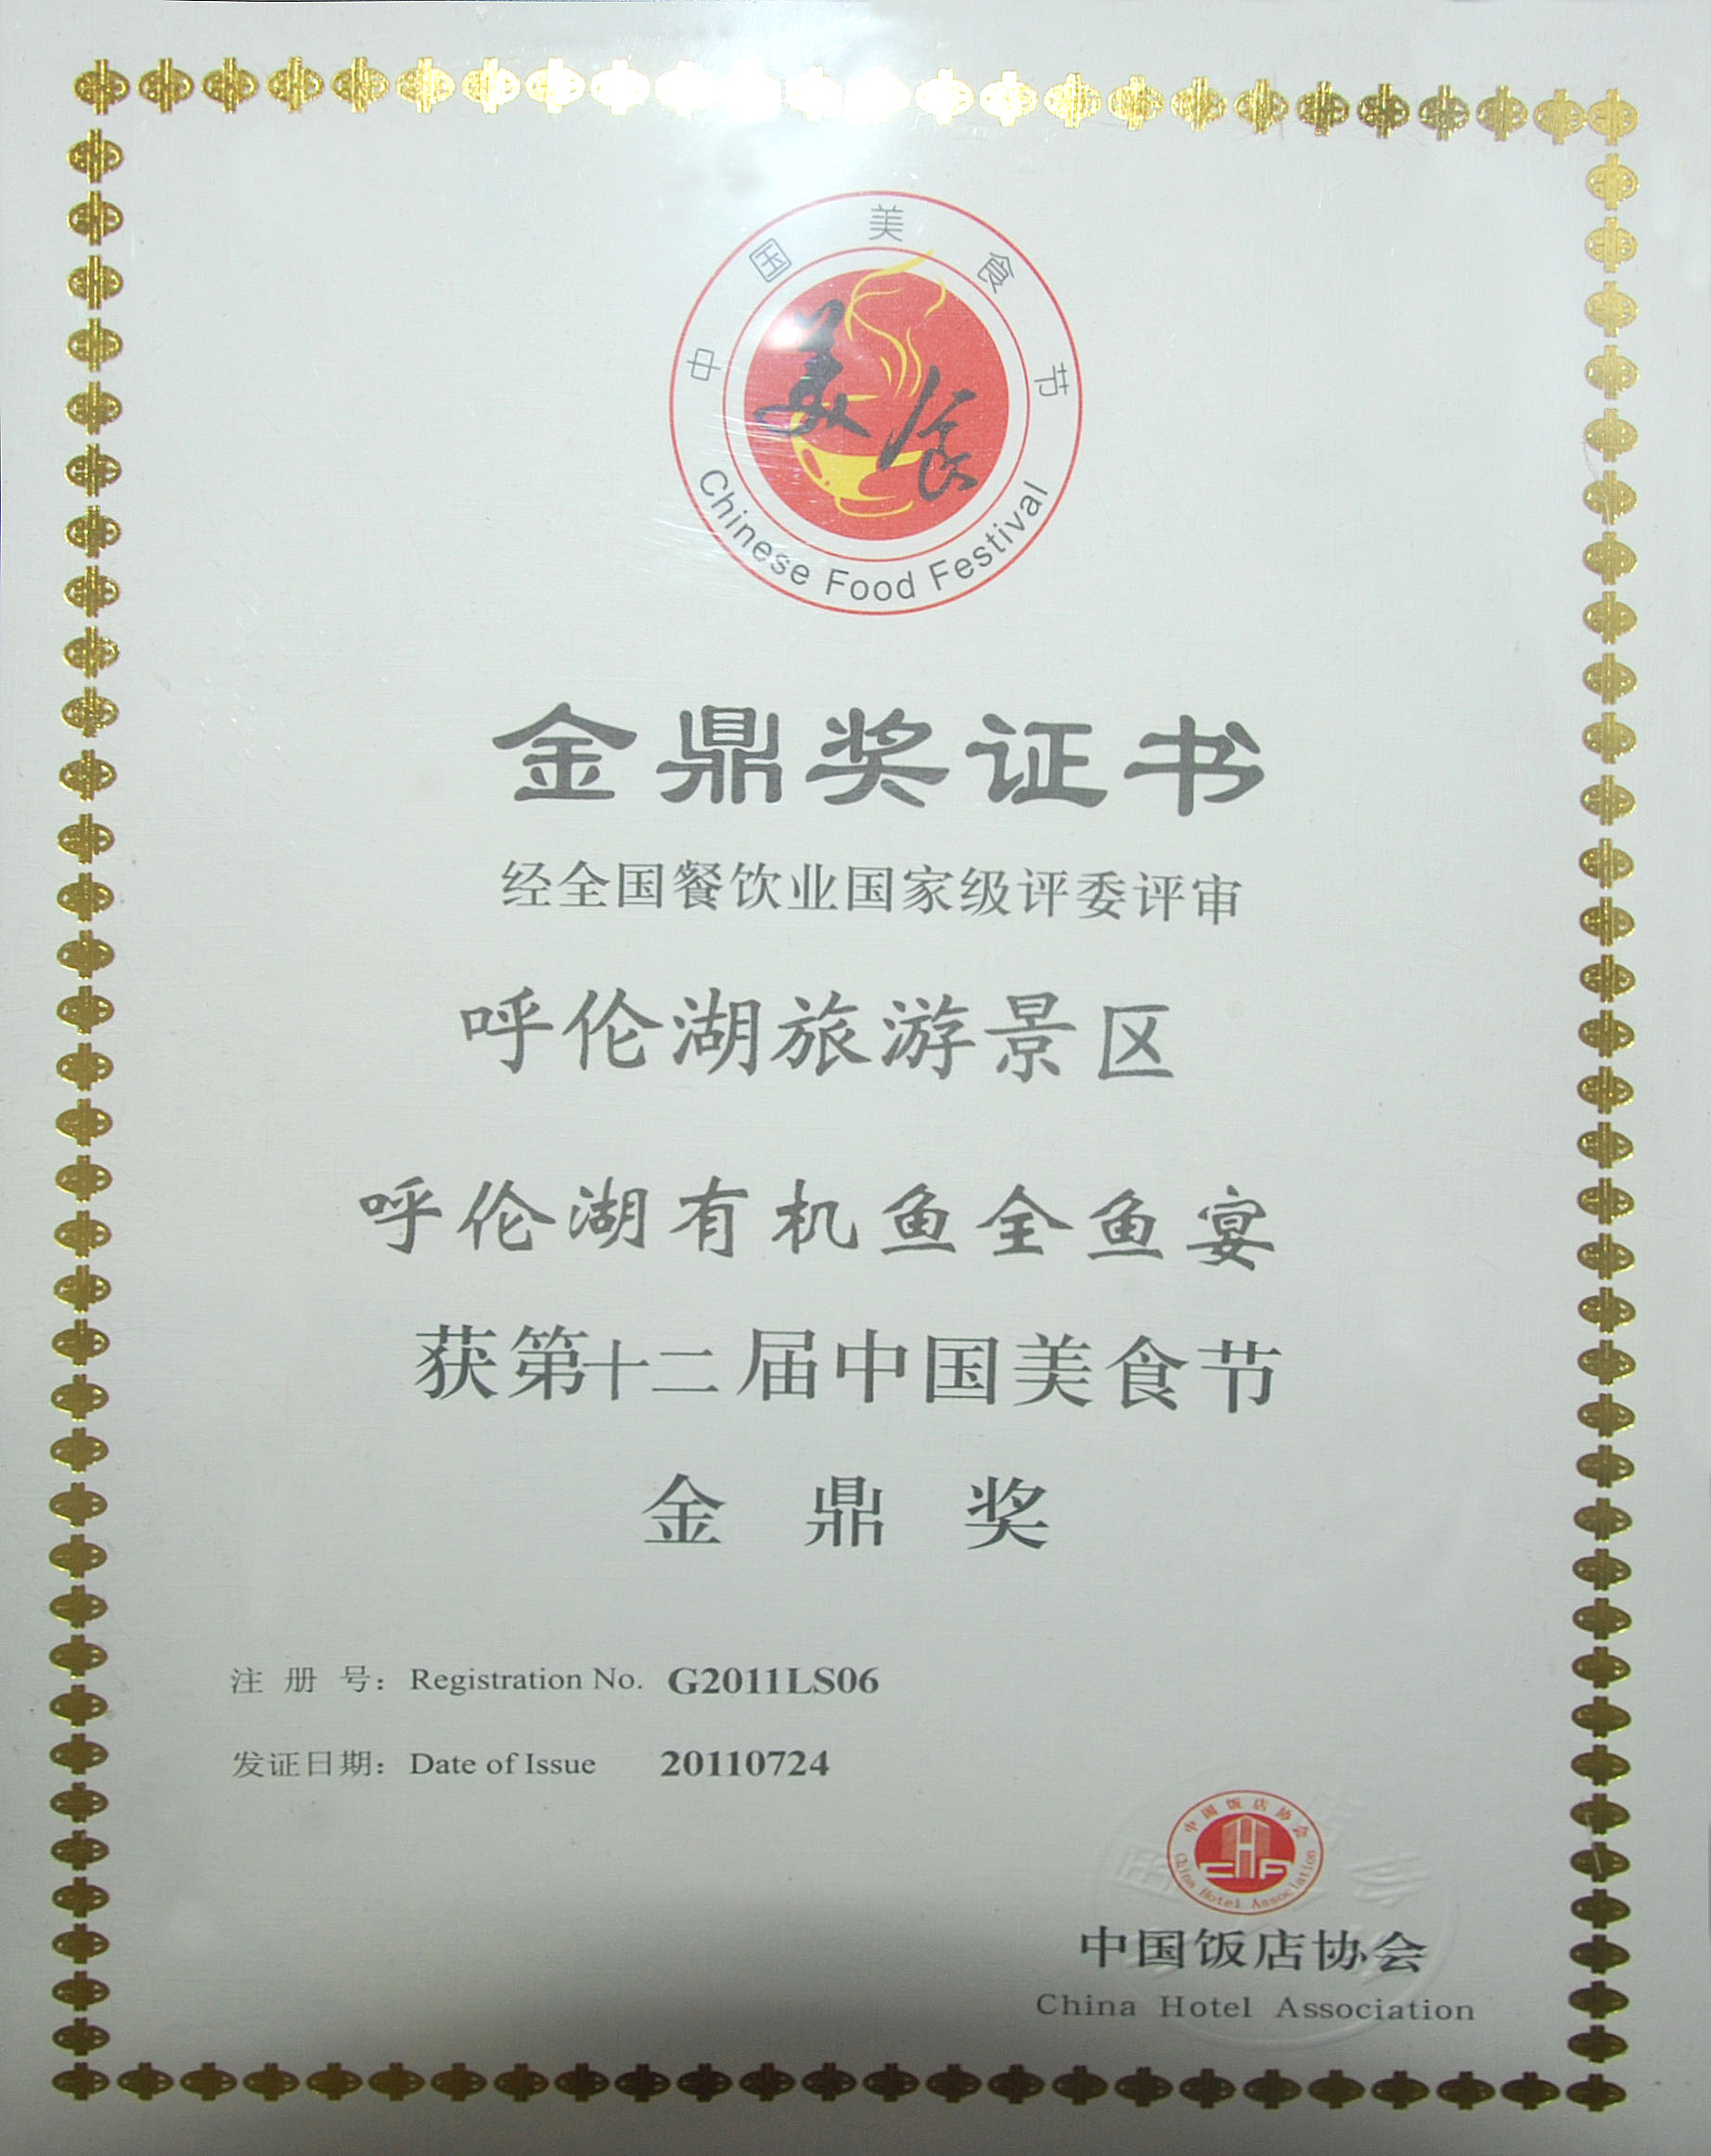 中国美食节
美食
Chinese Food Festival
金鼎奖证书
经全国餐饮业国家级评委评审
呼伦湖旅游景区
呼伦湖有机鱼全鱼宴
获第十二届中国美食节
金鼎奖
注册号：Registration No. G2011LS06
发证日期：Date of Issue 20110724
中国饭店协会
CHA
China Hotel Association
中国饭店协会
China Hotel Association